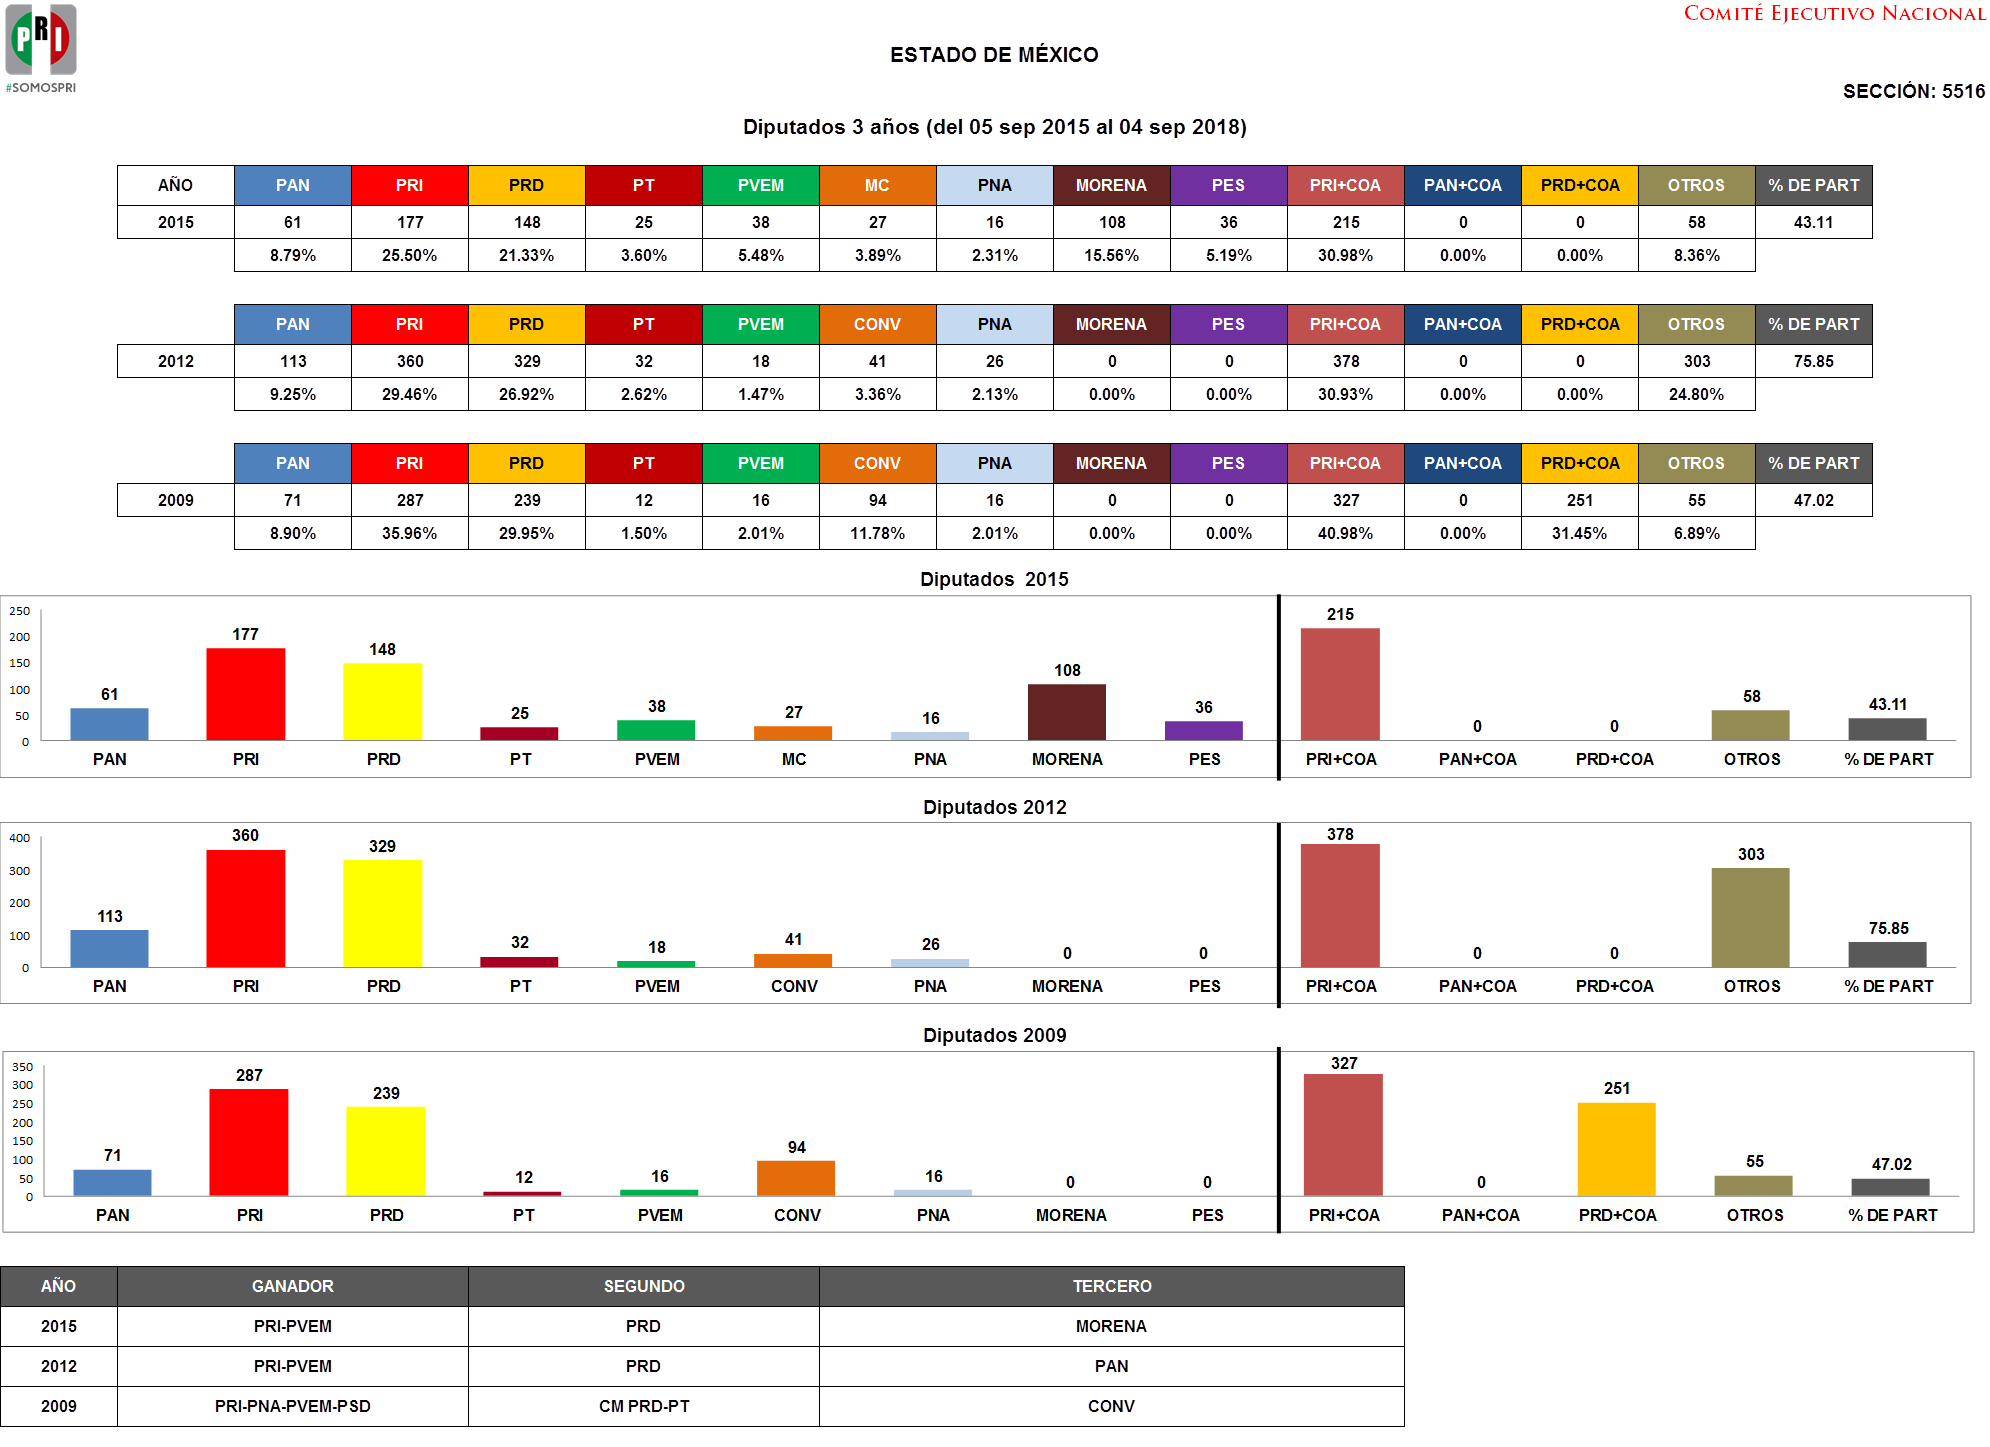 PRI
#SOMOSPRI
COMITÉ EJECUTIVO NACIONAL
ESTADO DE MÉXICO
SECCIÓN: 5516
Diputados 3 años (del 05 sep 2015 al 04 sep 2018)
AÑO PAN PRI PRD PT PVEM MC PNA MORENA PES PRI+COA PAN+COA PRD+COA OTROS % DE PART
2015 61 177 148 25 38 27 16 108 36 215 0 0 58 43.11
8.79% 25.50% 21.33% 3.60% 5.48% 3.89% 2.31% 15.56% 5.19% 30.98% 0.00% 0.00% 8.36%
PAN PRI PRD PT PVEM CONV PNA MORENA PES PRI+COA PAN+COA PRD+COA OTROS % DE PART
2012 113 360 329 32 18 41 26 0 0 378 0 0 303 75.85
9.25% 29.46% 26.92% 2.62% 1.47% 3.36% 2.13% 0.00% 0.00% 30.93% 0.00% 0.00% 24.80%
PAN PRI PRD PT PVEM CONV PNA MORENA PES PRI+COA PAN+COA PRD+COA OTROS % DE PART
2009 71 287 239 12 16 94 16 0 0 327 0 251 55 47.02
8.90% 35.96% 29.95% 1.50% 2.01% 11.78% 2.01% 0.00% 0.00% 40.98% 0.00% 31.45% 6.89%
Diputados 2015
250
200
150
100
50
0
61 177 148 25 38 27 16 108 36 215 0 0 58 43.11
PAN PRI PRD PT PVEM MC PNA MORENA PES PRI+COA PAN+COA PRD+COA OTROS % DE PART
Diputados 2012
400
300
200
100
0
113 360 329 32 18 41 26 0 0 378 0 0 303 75.85
PAN PRI PRD PT PVEM CONV PNA MORENA PES PRI+COA PAN+COA PRD+COA OTROS % DE PART
Diputados 2009
350
300
250
200
150
100
50
0
71 287 239 12 16 94 16 0 0 327 0 251 55 47.02
PAN PRI PRD PT PVEM CONV PNA MORENA PES PRI+COA PAN+COA PRD+COA OTROS % DE PART
AÑO GANADOR SEGUNDO TERCERO
2015 PRI-PVEM PRD MORENA
2012 PRI-PVEM PRD PAN
2009 PRI-PNA-PVEM-PSD CM PRD-PT CONV